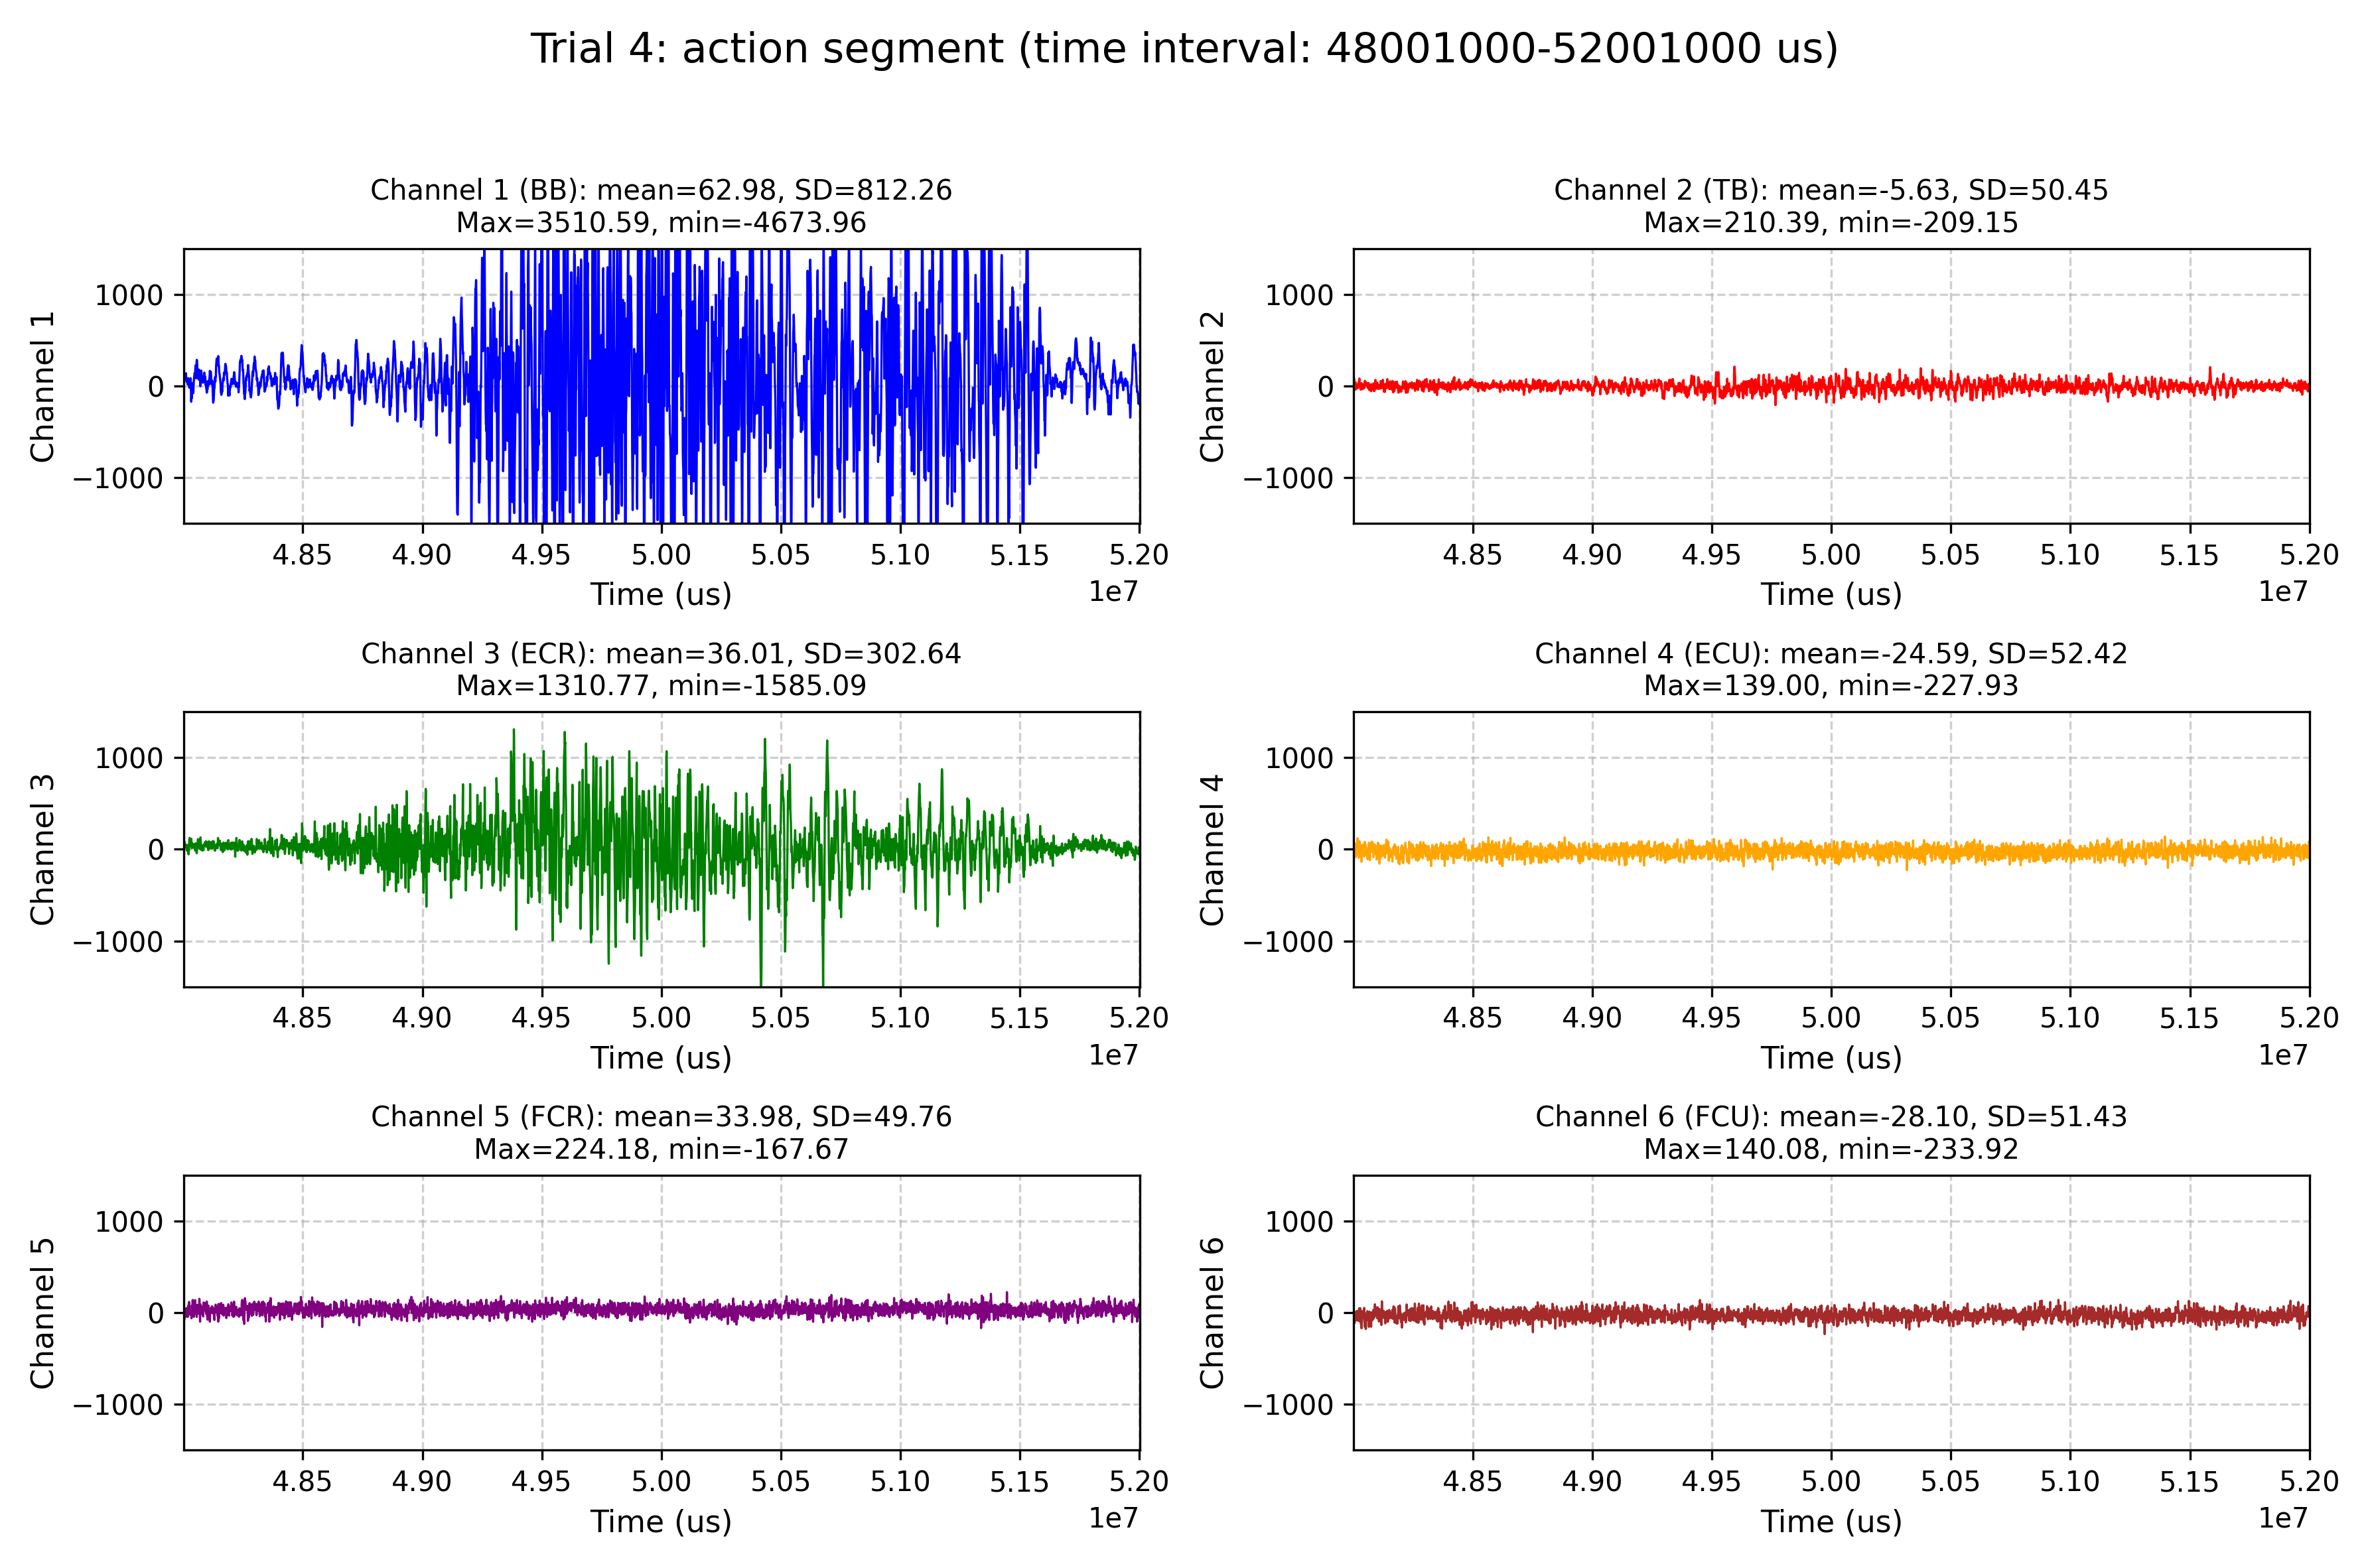 Trial 4: action segment (time interval: 48001000-52001000 us)
Channel 1 (BB): mean=62.98, SD=812.26
Max=3510.59, min=-4673.96
Channel 1
1000
0
−1000
4.85 4.90 4.95 5.00 5.05 5.10 5.15 5.20
1e7
Time (us)
Channel 2 (TB): mean=-5.63, SD=50.45
Max=210.39, min=-209.15
Channel 2
1000
0
−1000
4.85 4.90 4.95 5.00 5.05 5.10 5.15 5.20
1e7
Time (us)
Channel 3 (ECR): mean=36.01, SD=302.64
Max=1310.77, min=-1585.09
Channel 3
1000
0
−1000
4.85 4.90 4.95 5.00 5.05 5.10 5.15 5.20
1e7
Time (us)
Channel 4 (ECU): mean=-24.59, SD=52.42
Max=139.00, min=-227.93
Channel 4
1000
0
−1000
4.85 4.90 4.95 5.00 5.05 5.10 5.15 5.20
1e7
Time (us)
Channel 5 (FCR): mean=33.98, SD=49.76
Max=224.18, min=-167.67
Channel 5
1000
0
−1000
4.85 4.90 4.95 5.00 5.05 5.10 5.15 5.20
1e7
Time (us)
Channel 6 (FCU): mean=-28.10, SD=51.43
Max=140.08, min=-233.92
Channel 6
1000
0
−1000
4.85 4.90 4.95 5.00 5.05 5.10 5.15 5.20
1e7
Time (us)